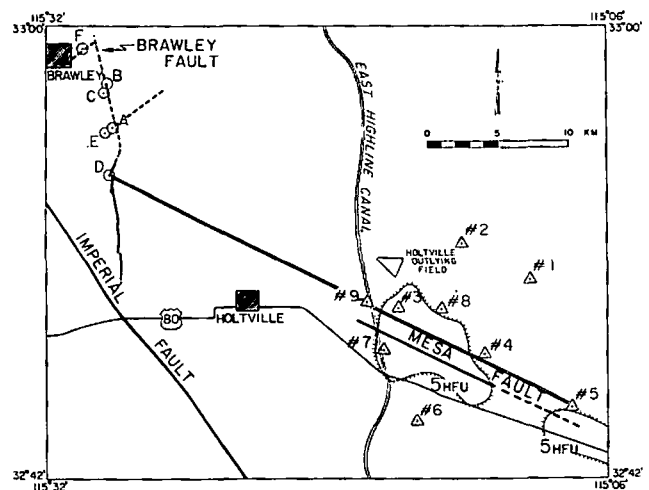 115°32'
115°06'
33°00'
33°00'
F
BRAWLEY
FAULT
BRAWLEY
B
C
A
E
D
EAST HIGHLINE CANAL
0 5 10 KM
IMPERIAL
FAULT
80
HOLTVILLE
HOLTVILLE
OUTLYING
FIELD
#2
#1
#9
#3
#8
#7
MESA
FAULT
#4
#5
#6
5HFU
5HFU
32°42'
115°32'
32°42'
115°06'